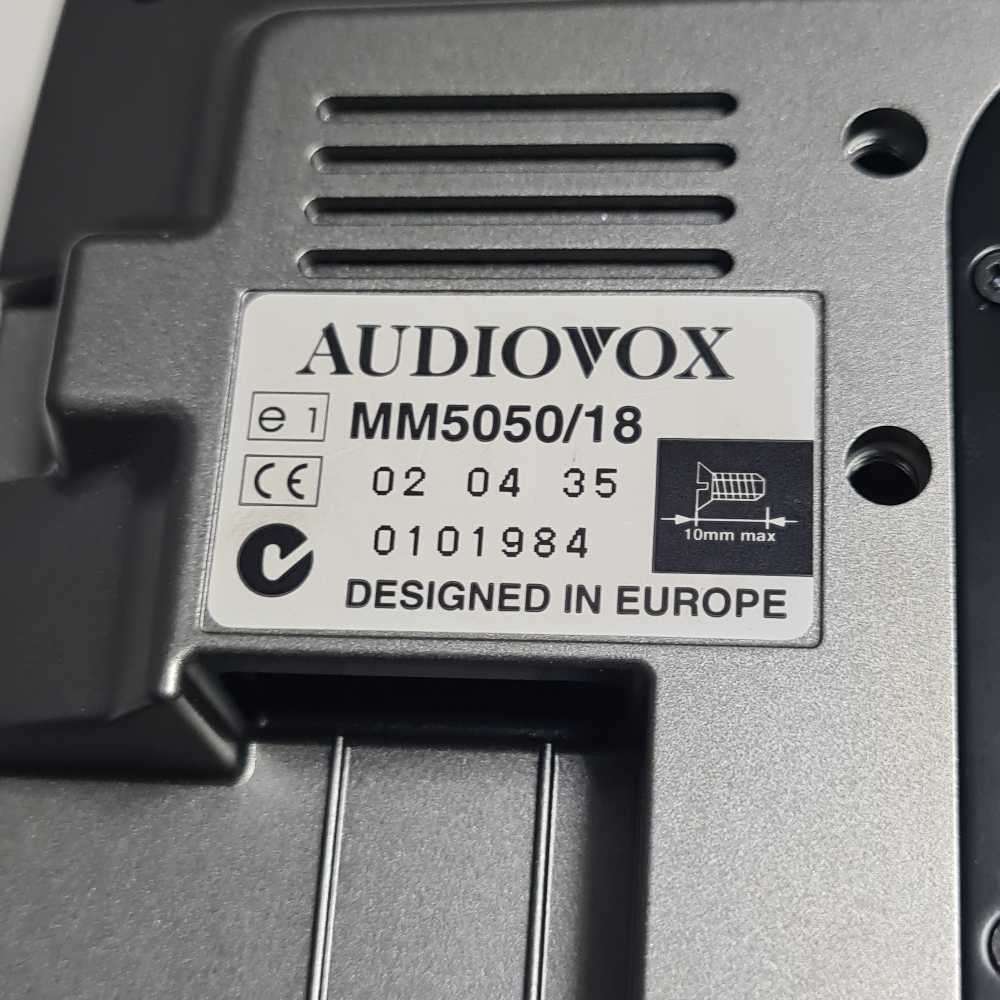 AUDIOVOX
e1 MM5050/18
CE 02 04 35
0101984
10mm max
DESIGNED IN EUROPE